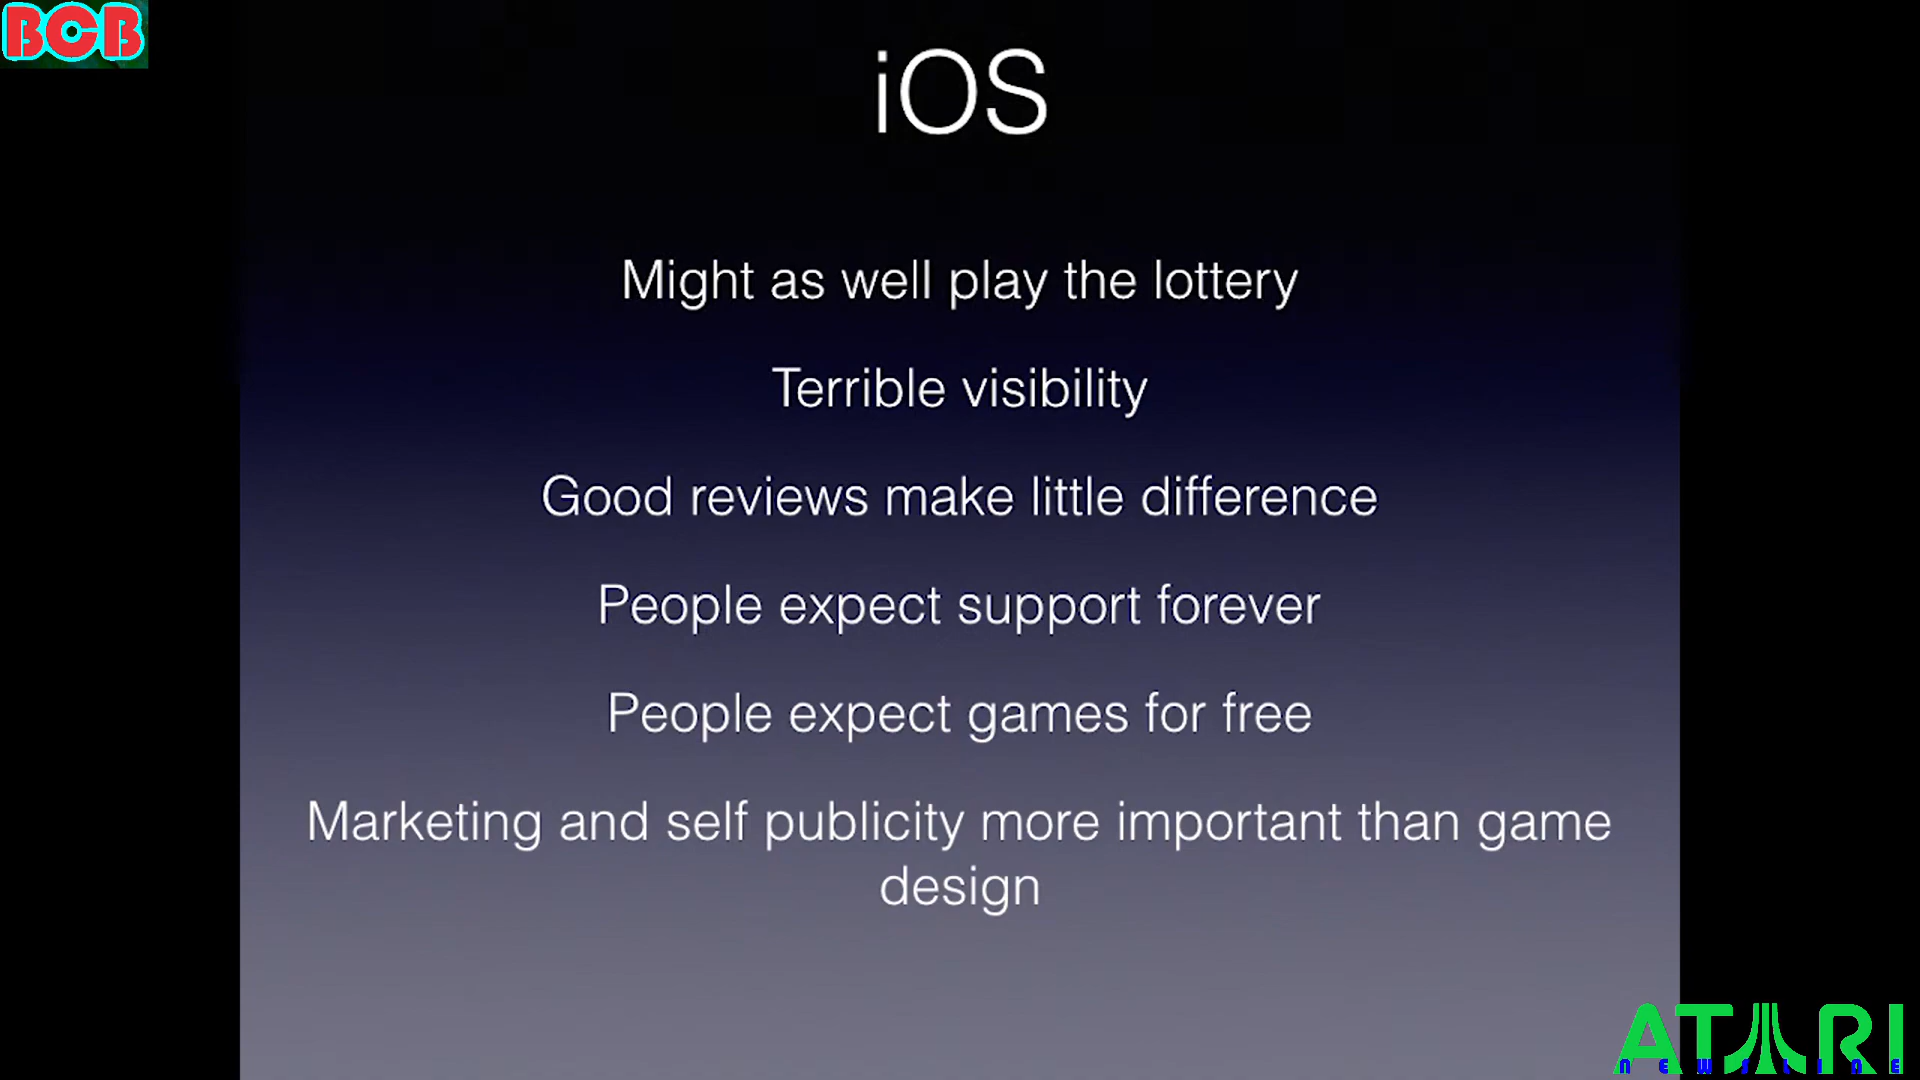 BCB
iOS
Might as well play the lottery
Terrible visibility
Good reviews make little difference
People expect support forever
People expect games for free
Marketing and self publicity more important than game
design
ATARI
NEWSLINE